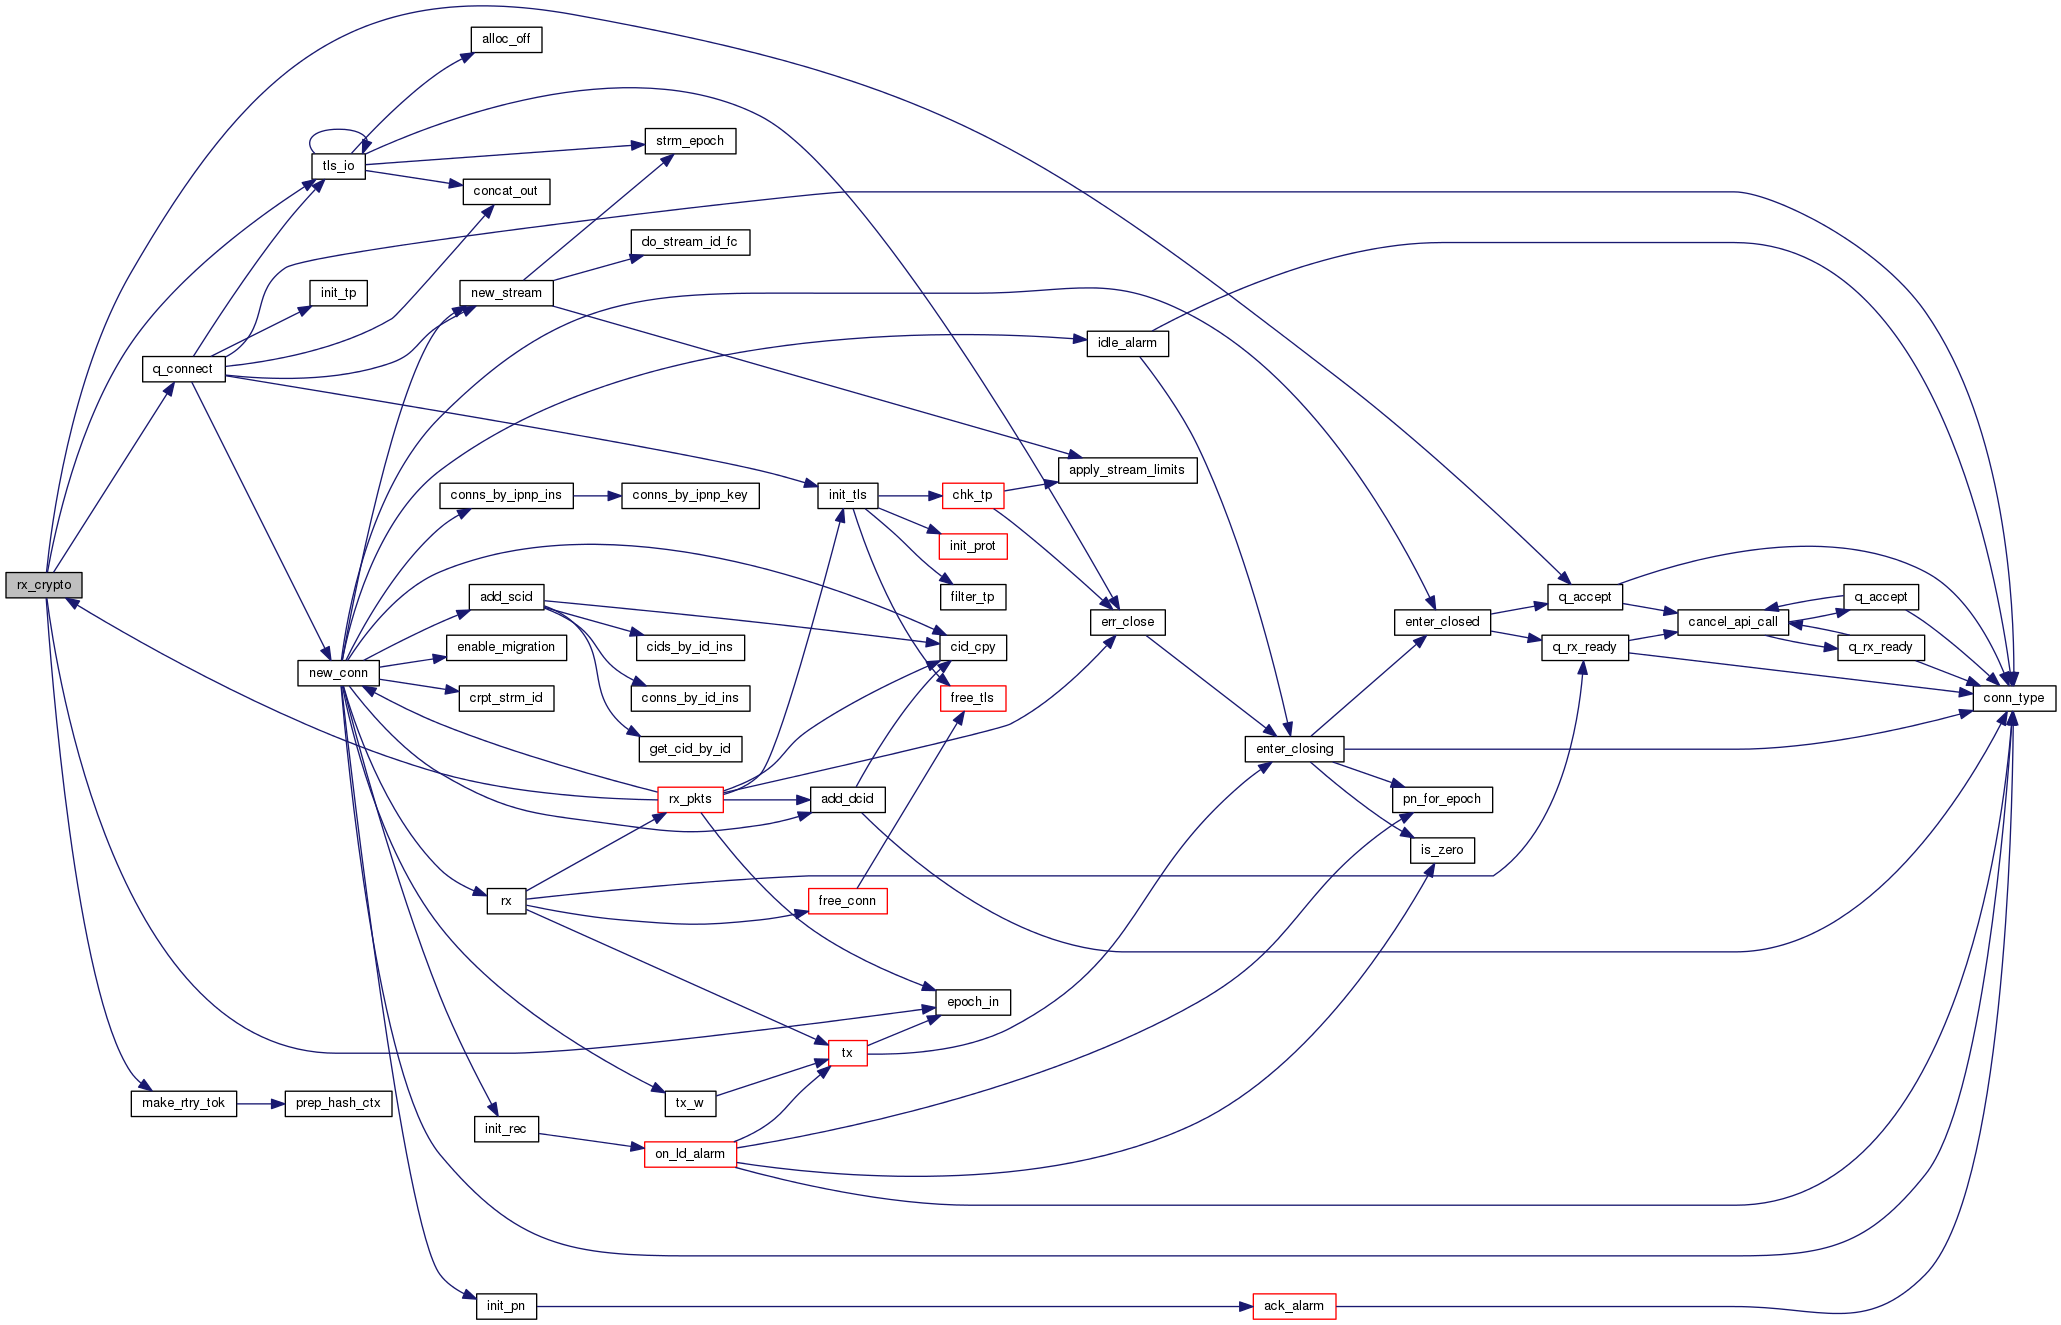 alloc_off
strm_epoch
tls_io
concat_out
do_stream_id_fc
init_tp
new_stream
idle_alarm
q_connect
apply_stream_limits
conns_by_ipnp_ins
conns_by_ipnp_key
init_tls
chk_tp
init_prot
rx_crypto
add_scid
filter_tp
q_accept
q_accept
err_close
enter_closed
cancel_api_call
enable_migration
cids_by_id_ins
cid_cpy
q_rx_ready
q_rx_ready
new_conn
crpt_strm_id
conns_by_id_ins
free_tls
conn_type
get_cid_by_id
enter_closing
rx_pkts
add_dcid
pn_for_epoch
is_zero
rx
free_conn
epoch_in
tx
make_rtry_tok
prep_hash_ctx
tx_w
init_rec
on_ld_alarm
init_pn
ack_alarm